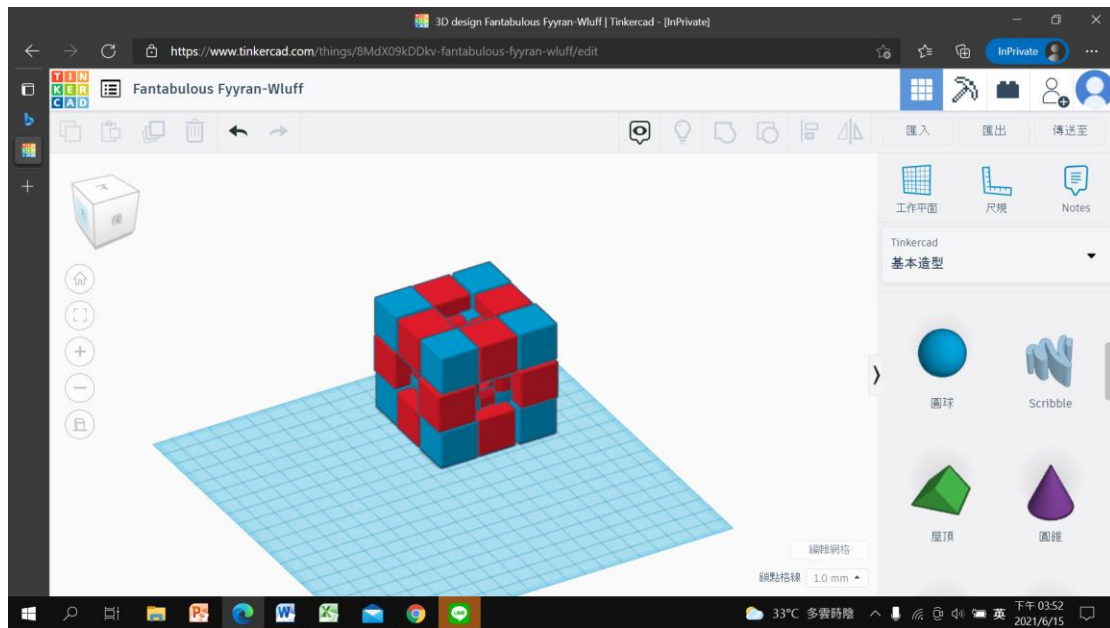 3D design Fantabulous Fyyran-Wluff | Tinkercad - [InPrivate]
https://www.tinkercad.com/things/8MdX09kDDkv-fantabulous-fyyran-wluff/edit
InPrivate
TIN
KER
CAD
Fantabulous Fyyran-Wluff
匯入
匯出
傳送至
工作平面
尺規
Notes
Tinkercad
基本造型
後
圓球
Scribble
屋頂
圓錐
編輯網格
鎖點格線 1.0 mm
33°C 多雲時陰
英
下午 03:52
2021/6/15